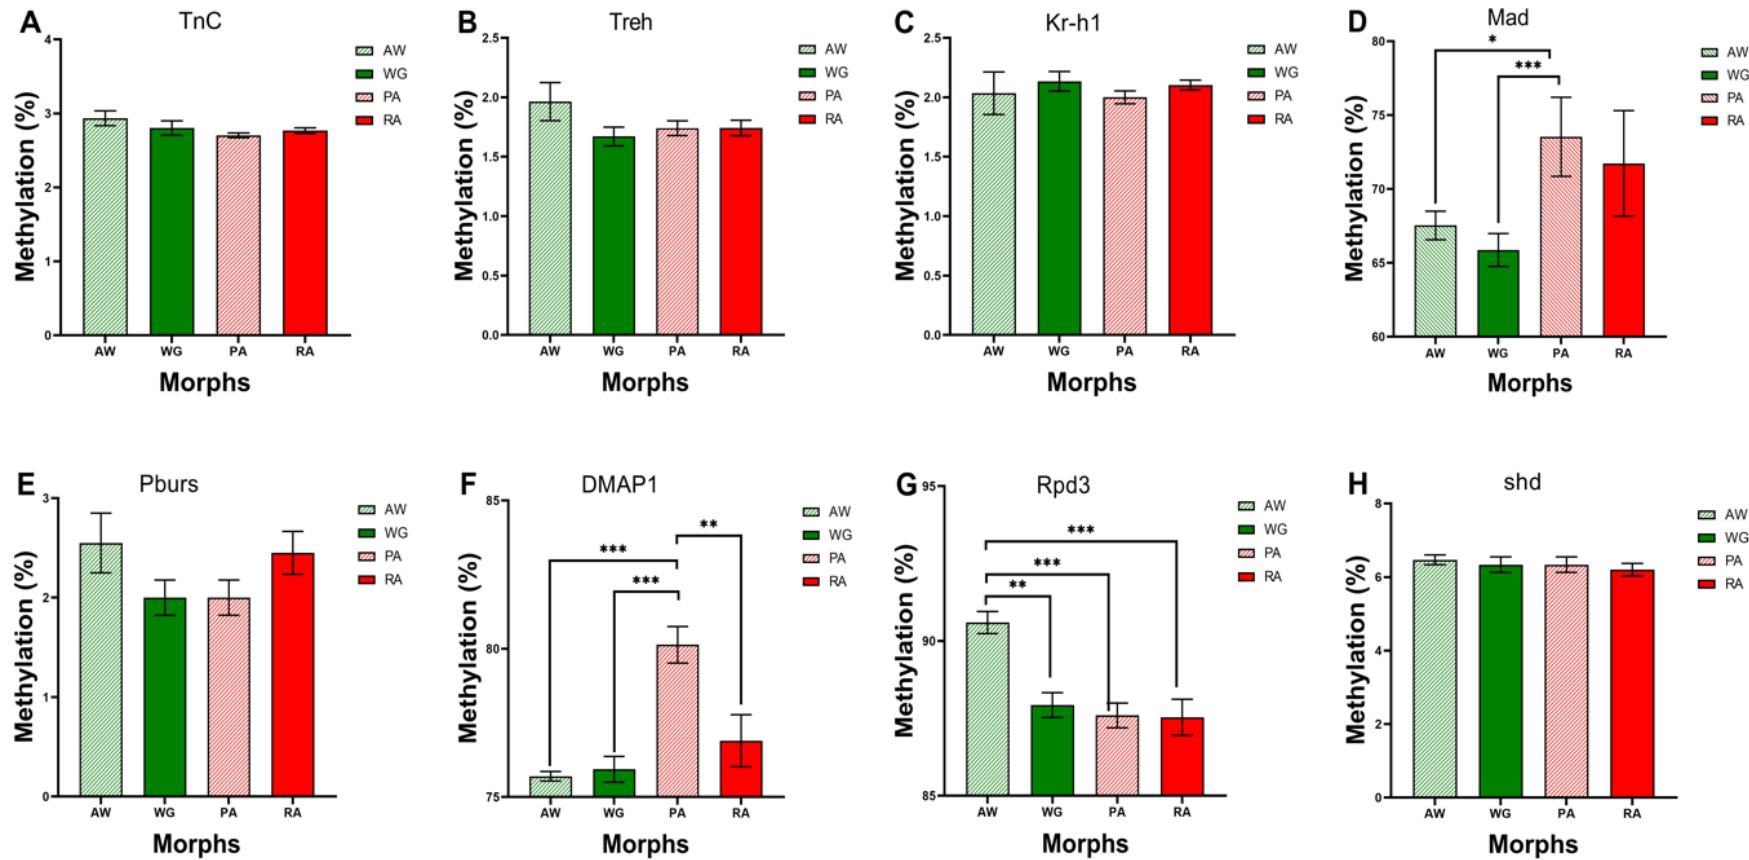 A TnC
4
3
2
1
0
Methylation (%)
AW WG PA RA
Morphs
AW
WG
PA
RA
B Treh
2.5
2.0
1.5
1.0
0.5
0.0
Methylation (%)
AW WG PA RA
Morphs
AW
WG
PA
RA
C Kr-h1
2.5
2.0
1.5
1.0
0.5
0.0
Methylation (%)
AW WG PA RA
Morphs
AW
WG
PA
RA
D Mad
80
75
70
65
60
Methylation (%)
*
***
AW WG PA RA
Morphs
AW
WG
PA
RA
E Pburs
3
2
1
0
Methylation (%)
AW WG PA RA
Morphs
AW
WG
PA
RA
F DMAP1
85
80
75
Methylation (%)
**
***
***
AW WG PA RA
Morphs
AW
WG
PA
RA
G Rpd3
95
90
85
Methylation (%)
***
***
**
AW WG PA RA
Morphs
AW
WG
PA
RA
H shd
8
6
4
2
0
Methylation (%)
AW WG PA RA
Morphs
AW
WG
PA
RA